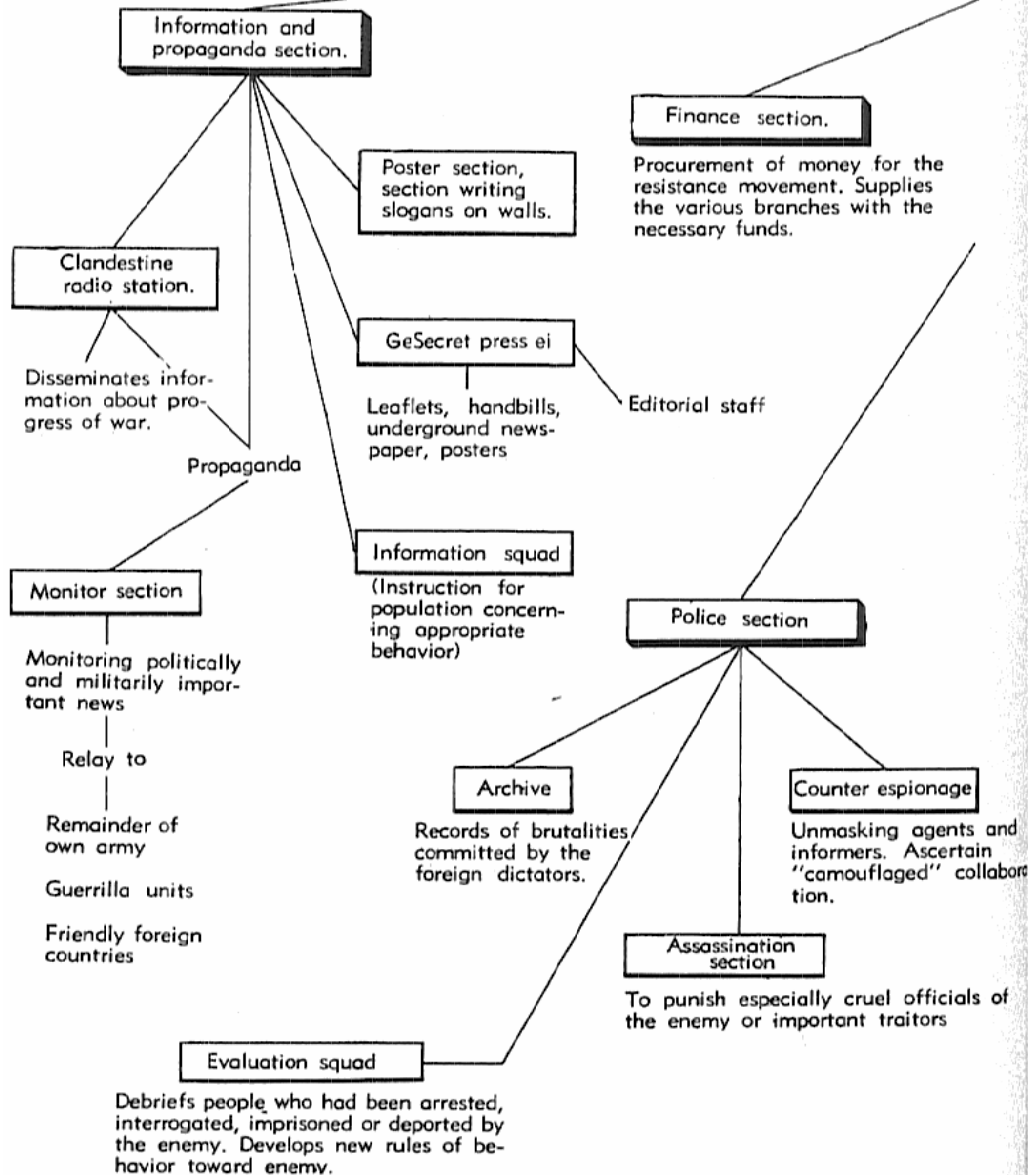 Information and
propaganda section.
Finance section.
Procurement of money for the
resistance movement. Supplies
the various branches with the
necessary funds.
Poster section,
section writing
slogans on walls.
Clandestine
radio station.
Disseminates infor-
mation about pro-
gress of war.
GeSecret press ei
Leaflets, handbills,
underground news-
paper, posters
Editorial staff
Propaganda
Information squad
(Instruction for
population concern-
ing appropriate
behavior)
Monitor section
Monitoring politically
and militarily impor-
tant news
Relay to
Remainder of
own army
Guerrilla units
Friendly foreign
countries
Police section
Archive
Records of brutalities
committed by the
foreign dictators.
Counter espionage
Unmasking agents and
informers. Ascertain
"camouflaged" collabor
tion.
Assassination
section
To punish especially cruel officials of
the enemy or important traitors
Evaluation squad
Debriefs people who had been arrested,
interrogated, imprisoned or deported by
the enemy. Develops new rules of be-
havior toward enemy.